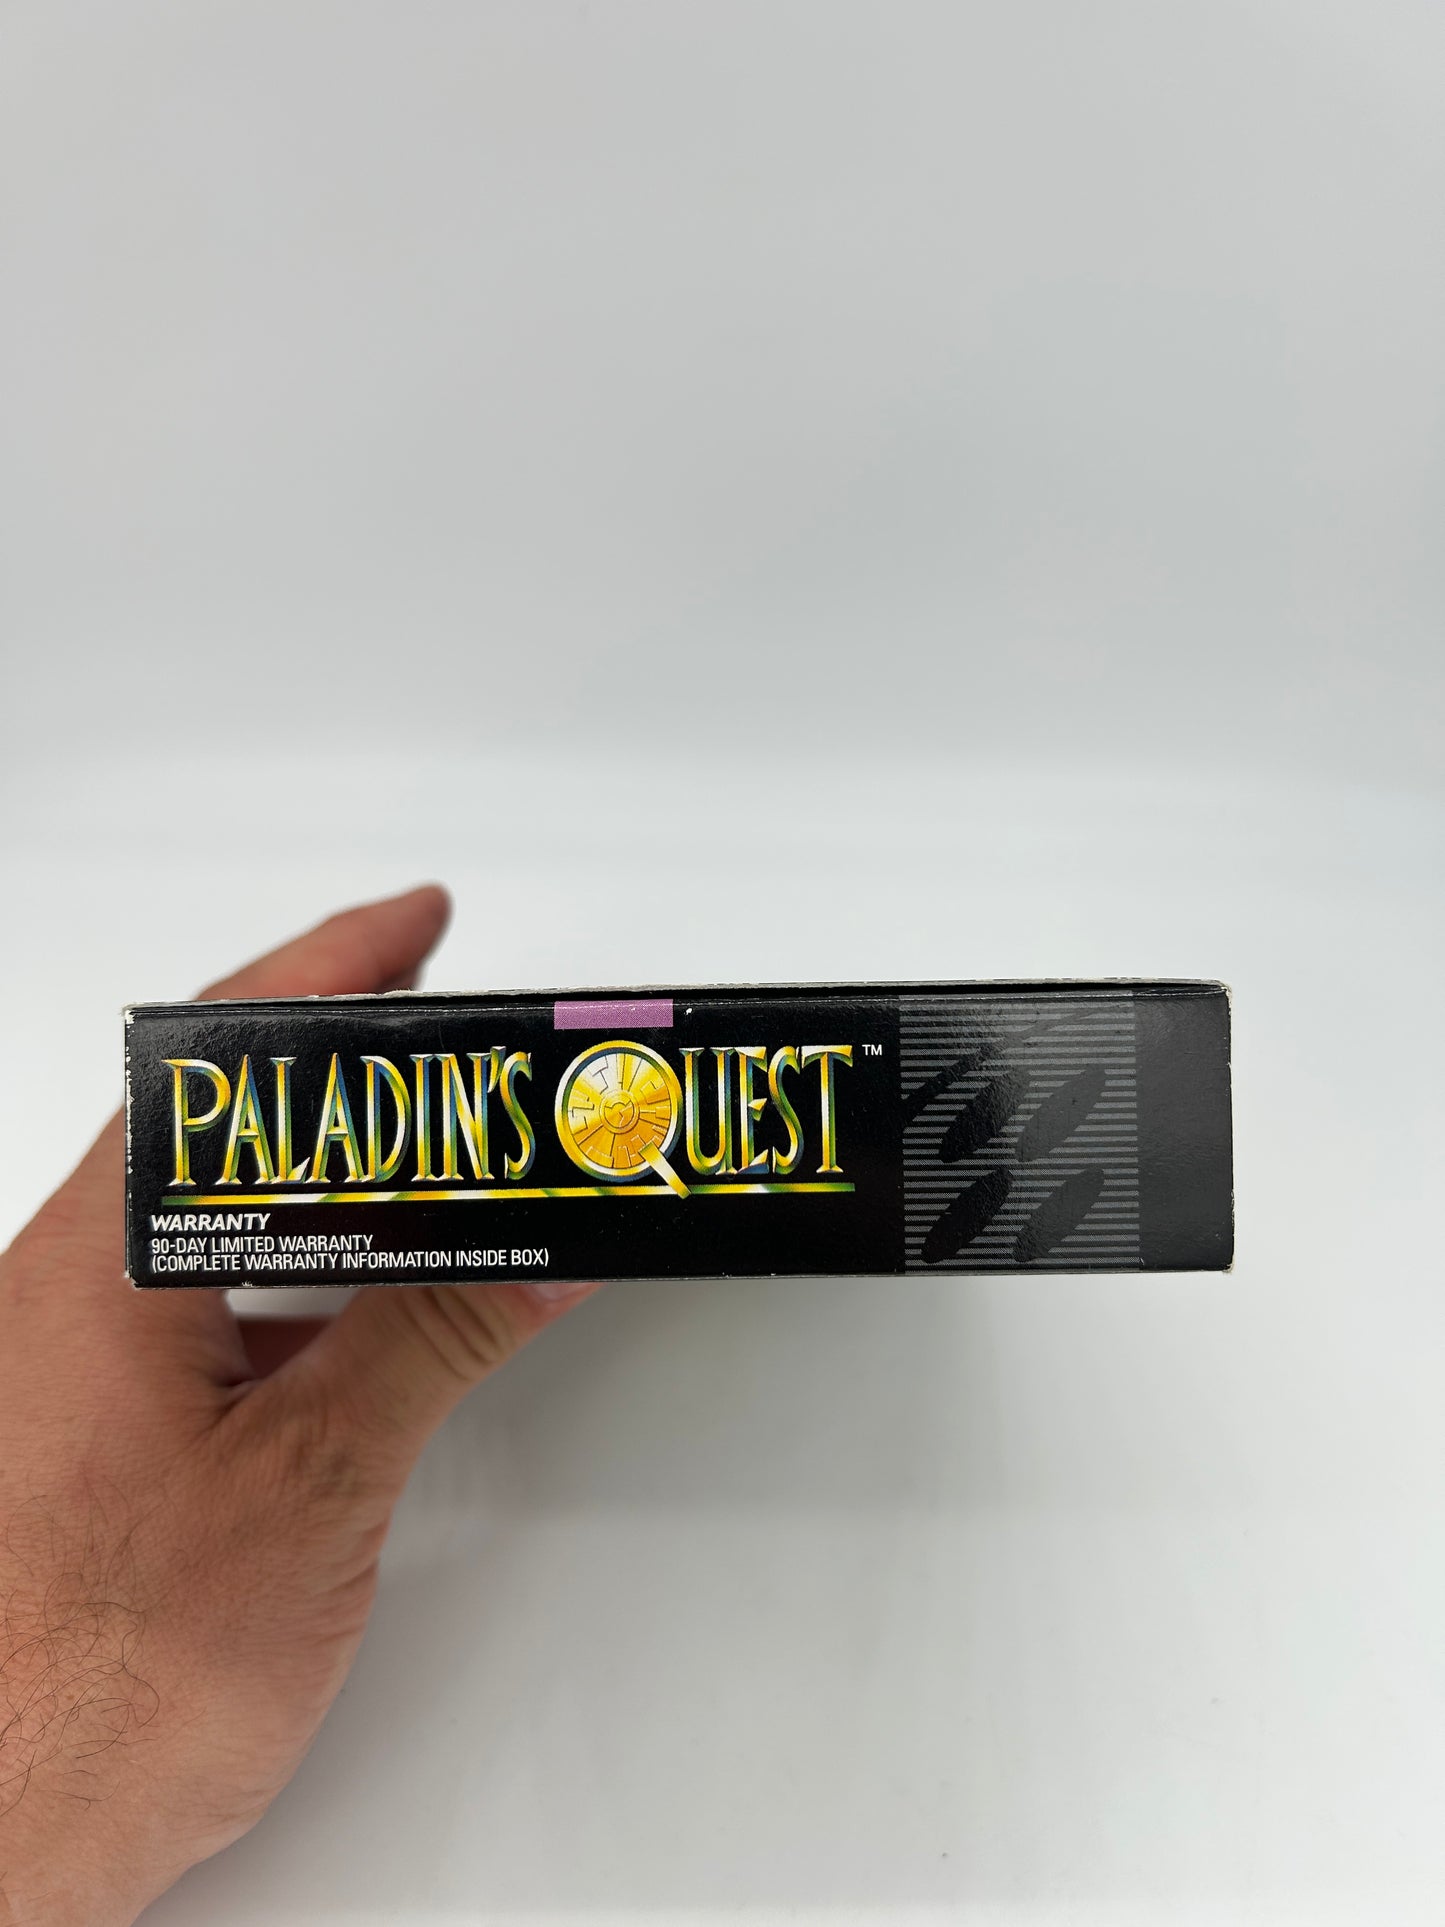 PALADIN'S QUEST™
WARRANTY
90-DAY LIMITED WARRANTY
(COMPLETE WARRANTY INFORMATION INSIDE BOX)